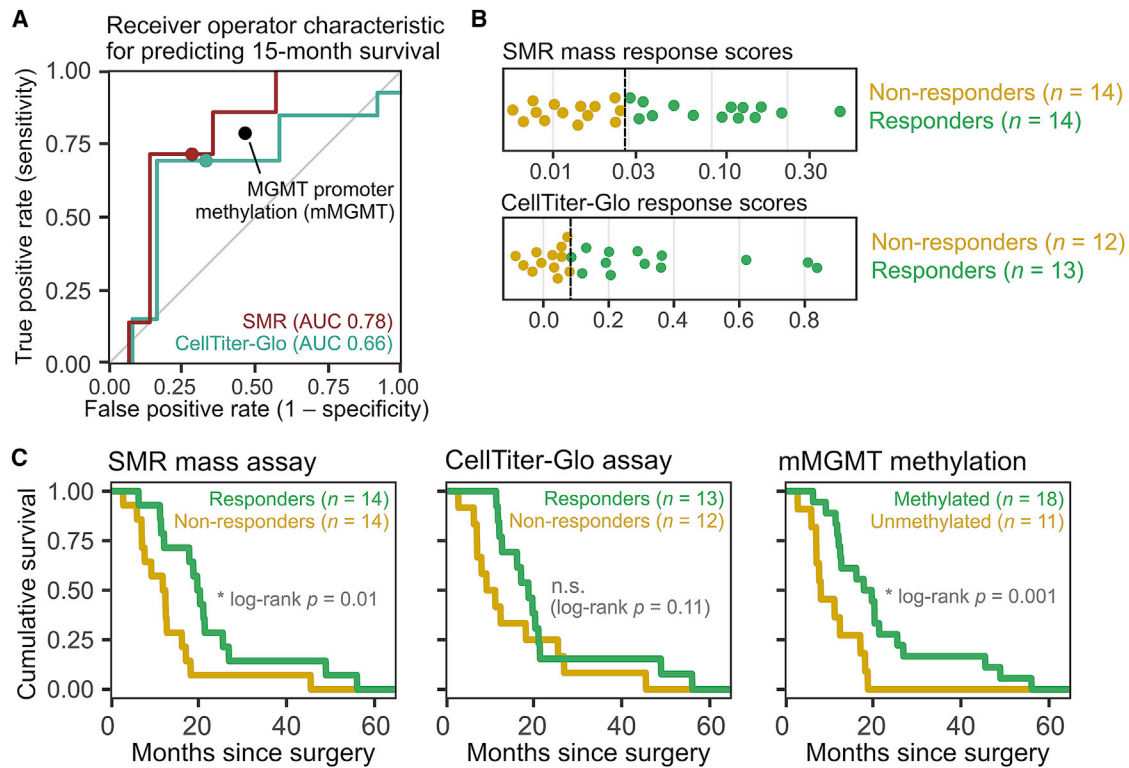 A
Receiver operator characteristic
for predicting 15-month survival
True positive rate (sensitivity)
1.00
0.75
0.50
0.25
0.00
MGMT promoter
methylation (mMGMT)
SMR (AUC 0.78)
CellTiter-Glo (AUC 0.66)
0.00 0.25 0.50 0.75 1.00
False positive rate (1 – specificity)
B
SMR mass response scores
Non-responders (n = 14)
Responders (n = 14)
0.01 0.03 0.10 0.30
CellTiter-Glo response scores
Non-responders (n = 12)
Responders (n = 13)
0.0 0.2 0.4 0.6 0.8
C
SMR mass assay
Cumulative survival
1.00
0.75
0.50
0.25
0.00
Responders (n = 14)
Non-responders (n = 14)
* log-rank p = 0.01
0 20 40 60
Months since surgery
CellTiter-Glo assay
Responders (n = 13)
Non-responders (n = 12)
n.s.
(log-rank p = 0.11)
0 20 40 60
Months since surgery
mMGMT methylation
Methylated (n = 18)
Unmethylated (n = 11)
* log-rank p = 0.001
0 20 40 60
Months since surgery